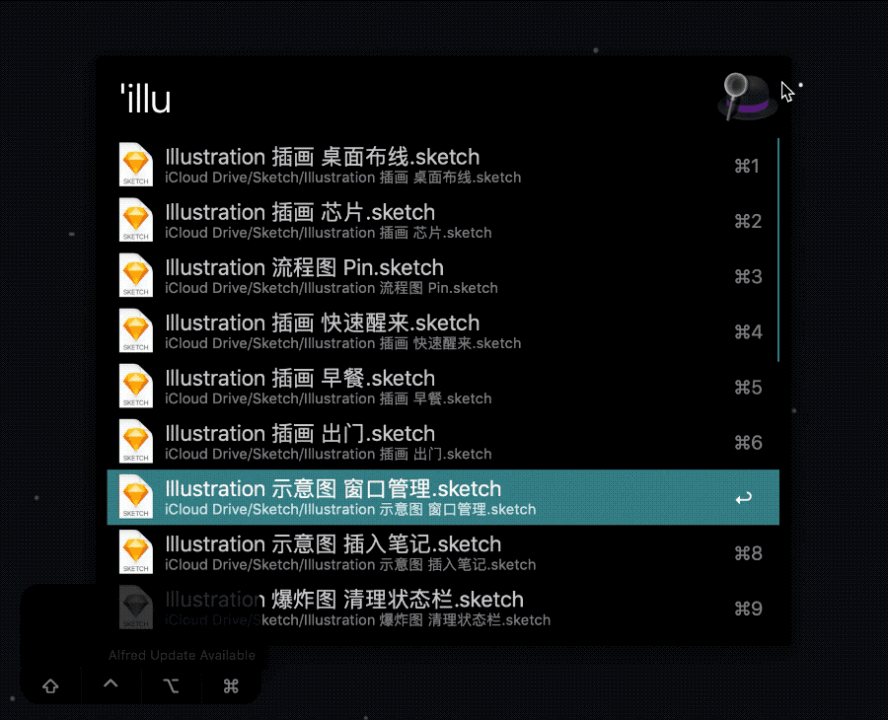 'illu
Illustration 插画 桌面布线.sketch
⌘1
iCloud Drive/Sketch/Illustration 插画 桌面布线.sketch
SKETCH
Illustration 插画 芯片.sketch
⌘2
iCloud Drive/Sketch/Illustration 插画 芯片.sketch
SKETCH
Illustration 流程图 Pin.sketch
⌘3
iCloud Drive/Sketch/Illustration 流程图 Pin.sketch
SKETCH
Illustration 插画 快速醒来.sketch
⌘4
iCloud Drive/Sketch/Illustration 插画 快速醒来.sketch
SKETCH
Illustration 插画 早餐.sketch
⌘5
iCloud Drive/Sketch/Illustration 插画 早餐.sketch
SKETCH
Illustration 插画 出门.sketch
⌘6
iCloud Drive/Sketch/Illustration 插画 出门.sketch
SKETCH
Illustration 示意图 窗口管理.sketch
↩
iCloud Drive/Sketch/Illustration 示意图 窗口管理.sketch
SKETCH
Illustration 示意图 插入笔记.sketch
⌘8
iCloud Drive/Sketch/Illustration 示意图 插入笔记.sketch
SKETCH
Illustration 爆炸图 清理状态栏.sketch
⌘9
iCloud Drive/Sketch/Illustration 爆炸图 清理状态栏.sketch
SKETCH
Alfred Update Available
⇧ ⌃ ⌥ ⌘